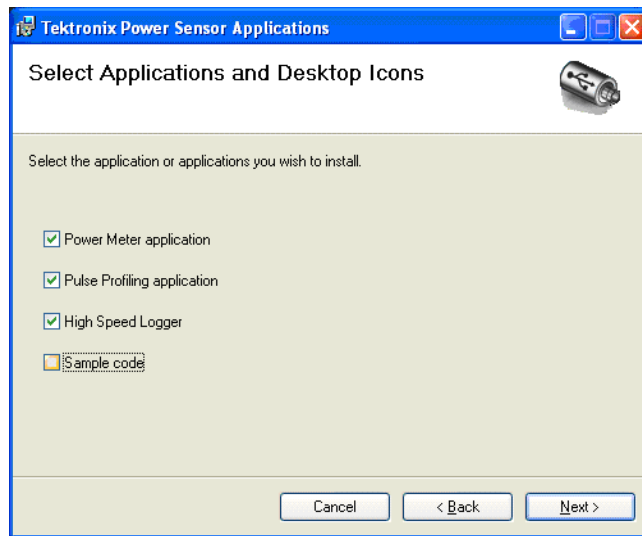 Tektronix Power Sensor Applications
Select Applications and Desktop Icons
Select the application or applications you wish to install.
Power Meter application
Pulse Profiling application
High Speed Logger
Sample code
Cancel
< Back
Next >